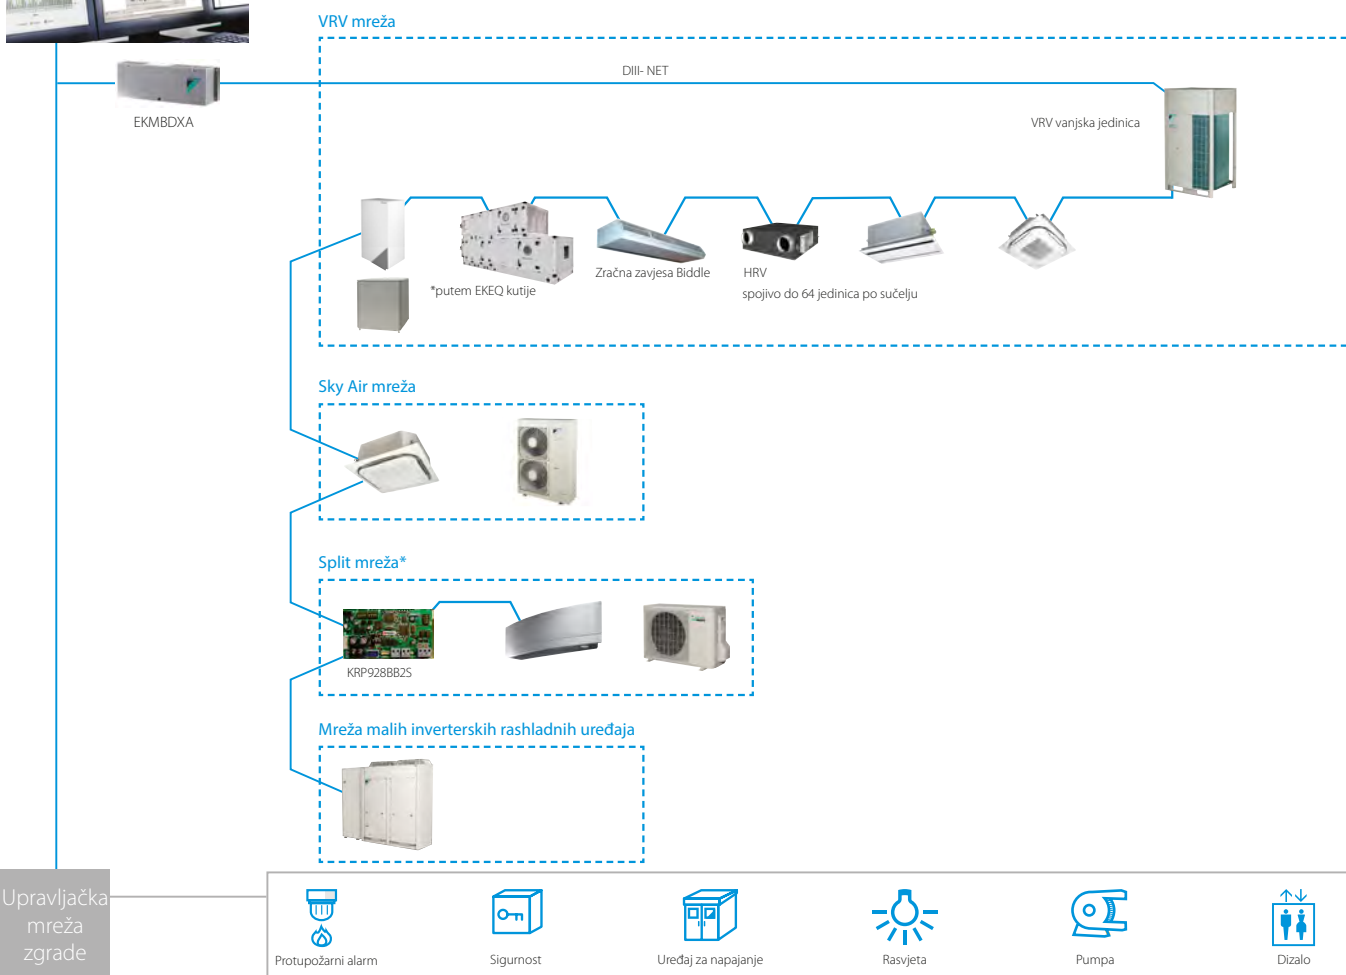 VRV mreža
DIII- NET
EKMBDXA
VRV vanjska jedinica
*putem EKEQ kutije
Zračna zavjesa Biddle
HRV
spojivo do 64 jedinica po sučelju
Sky Air mreža
Split mreža*
KRP928BB2S
Mreža malih inverterskih rashladnih uređaja
Upravljačka
mreža
zgrade
Protupožarni alarm
Sigurnost
Uređaj za napajanje
Rasvjeta
Pumpa
Dizalo